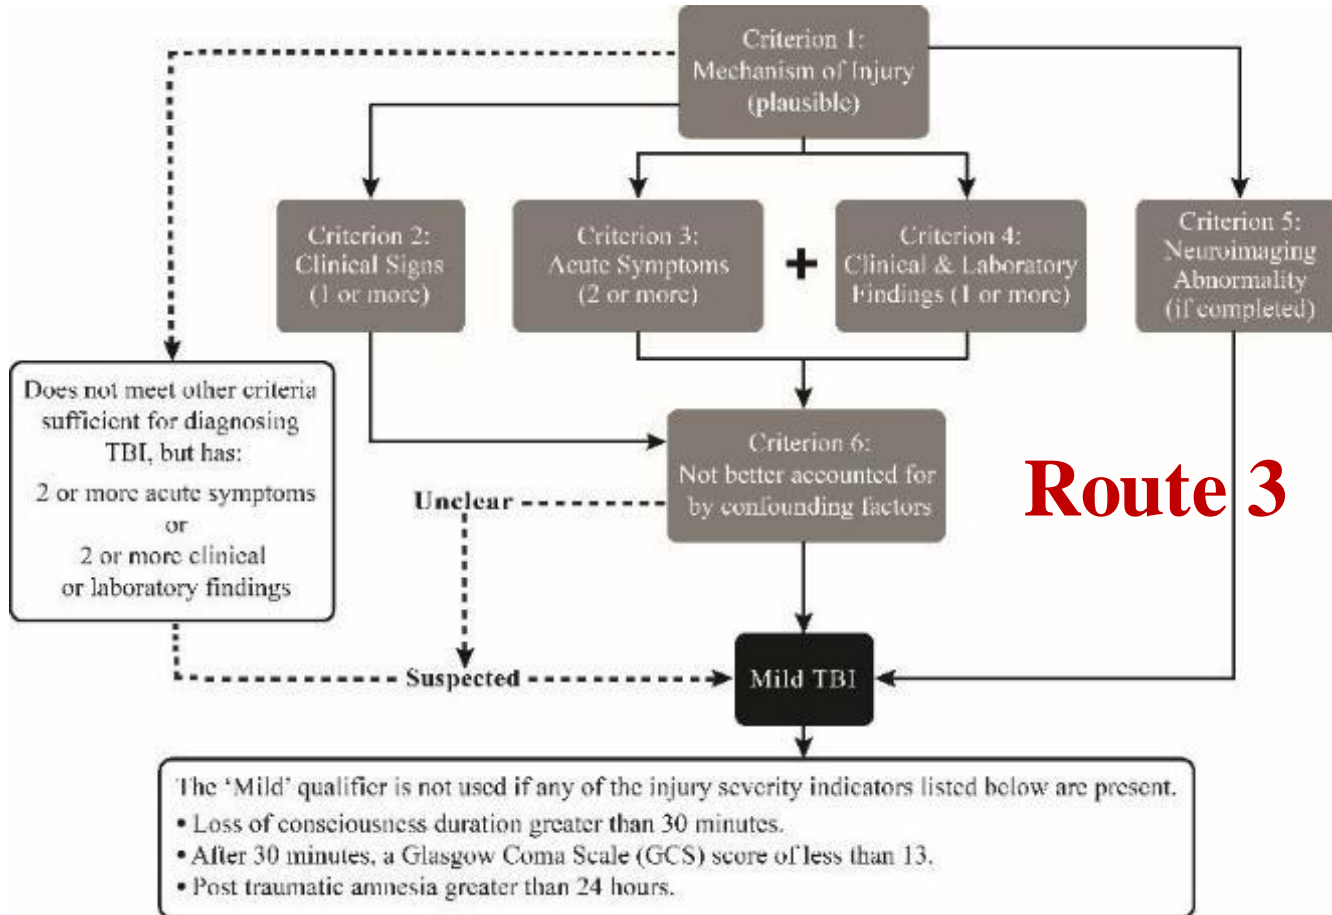 Criterion 1:
Mechanism of Injury
(plausible)
Criterion 2:
Clinical Signs
(1 or more)
Criterion 3:
Acute Symptoms
(2 or more)
+
Criterion 4:
Clinical & Laboratory
Findings (1 or more)
Criterion 5:
Neuroimaging
Abnormality
(if completed)
Does not meet other criteria
sufficient for diagnosing
TBI, but has:
2 or more acute symptoms
or
2 or more clinical
or laboratory findings
Criterion 6:
Not better accounted for
by confounding factors
Route 3
Unclear
Suspected
Mild TBI
The ‘Mild’ qualifier is not used if any of the injury severity indicators listed below are present.
• Loss of consciousness duration greater than 30 minutes.
• After 30 minutes, a Glasgow Coma Scale (GCS) score of less than 13.
• Post traumatic amnesia greater than 24 hours.